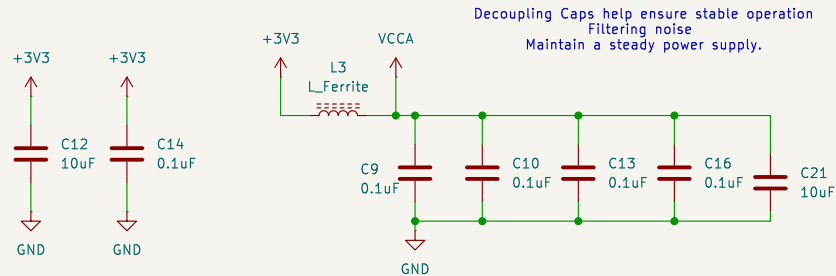 Decoupling Caps help ensure stable operation
Filtering noise
Maintain a steady power supply.
+3V3
+3V3
+3V3
VCCA
L3
L_Ferrite
C12
10uF
C14
0.1uF
C9
0.1uF
C10
0.1uF
C13
0.1uF
C16
0.1uF
C21
10uF
GND
GND
GND